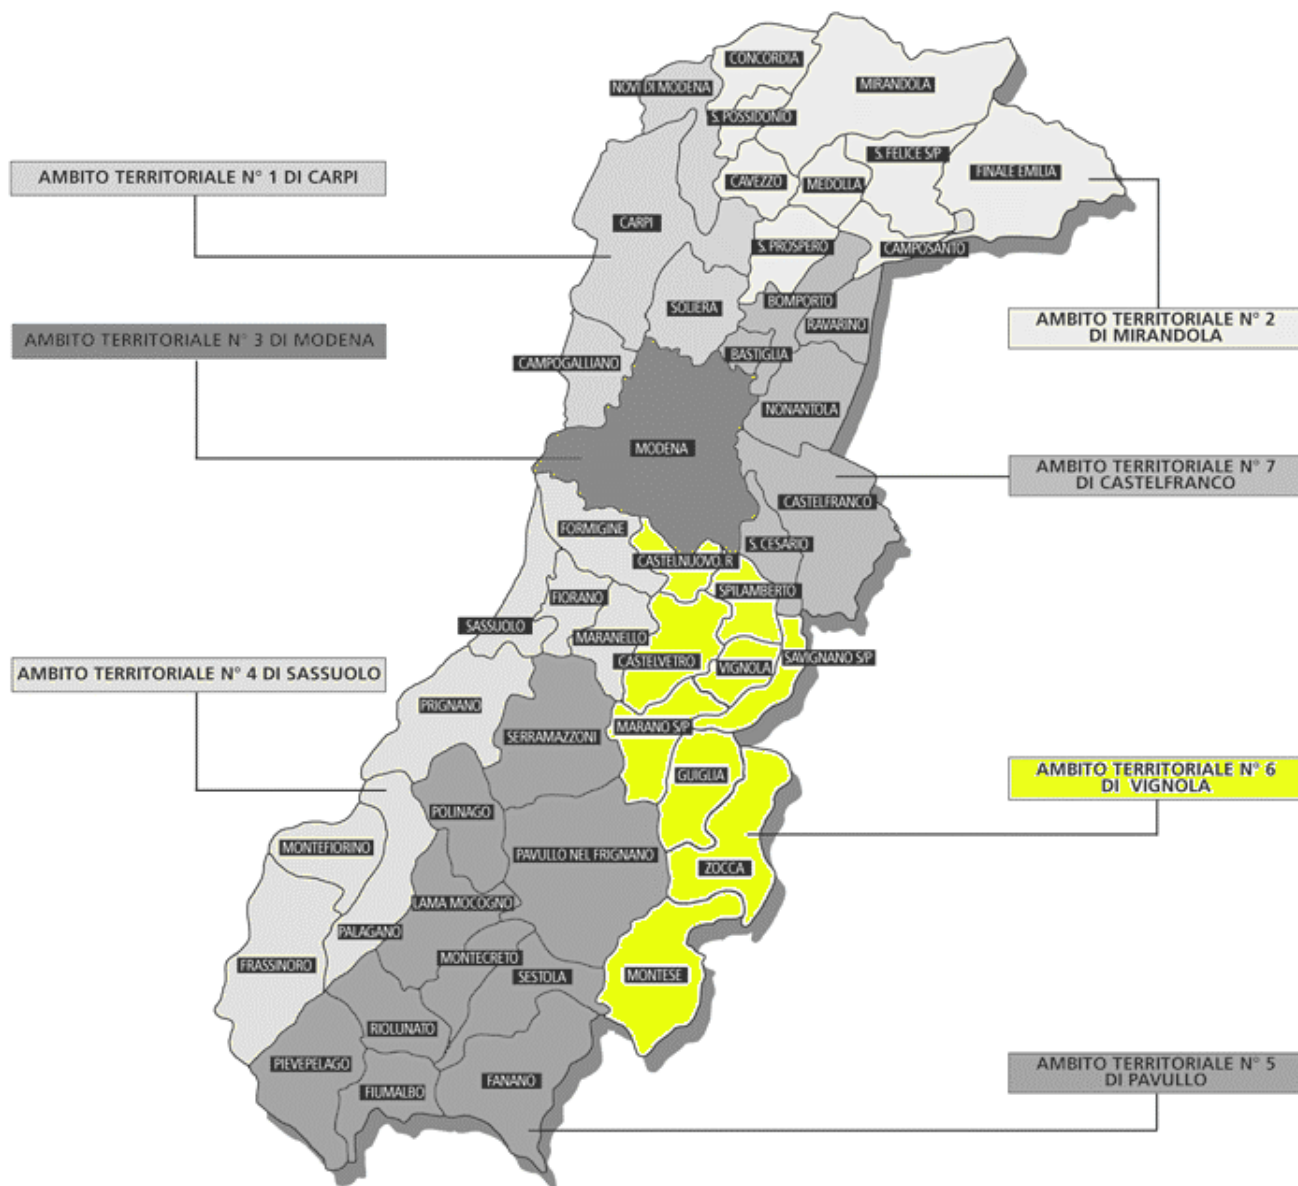 CONCORDIA
MIRANDOLA
NOVI DI MODENA
S. POSSIDONIO
S. FELICE S/P
FINALE EMILIA
AMBITO TERRITORIALE N° 1 DI CARPI
CAVEZZO
MEDOLLA
CARPI
S. PROSPERO
CAMPOSANTO
SOLIERA
BOMPORTO
RAVARINO
AMBITO TERRITORIALE N° 2
DI MIRANDOLA
AMBITO TERRITORIALE N° 3 DI MODENA
BASTIGLIA
CAMPOGALLIANO
NONANTOLA
MODENA
AMBITO TERRITORIALE N° 7
DI CASTELFRANCO
CASTELFRANCO
FORMIGINE
S. CESARIO
CASTELNUOVO. R
SPILAMBERTO
FIORANO
SASSUOLO
MARANELLO
CASTELVETRO
VIGNOLA
SAVIGNANO S/P
AMBITO TERRITORIALE N° 4 DI SASSUOLO
PRIGNANO
MARANO S/P
SERRAMAZZONI
GUIGLIA
AMBITO TERRITORIALE N° 6
DI VIGNOLA
POLINAGO
MONTEFIORINO
PAVULLO NEL FRIGNANO
ZOCCA
LAMA MOCOGNO
PALAGANO
FRASSINORO
MONTECRETO
SESTOLA
MONTESE
RIOLUNATO
PIEVEPELAGO
FIUMALBO
FANANO
AMBITO TERRITORIALE N° 5
DI PAVULLO